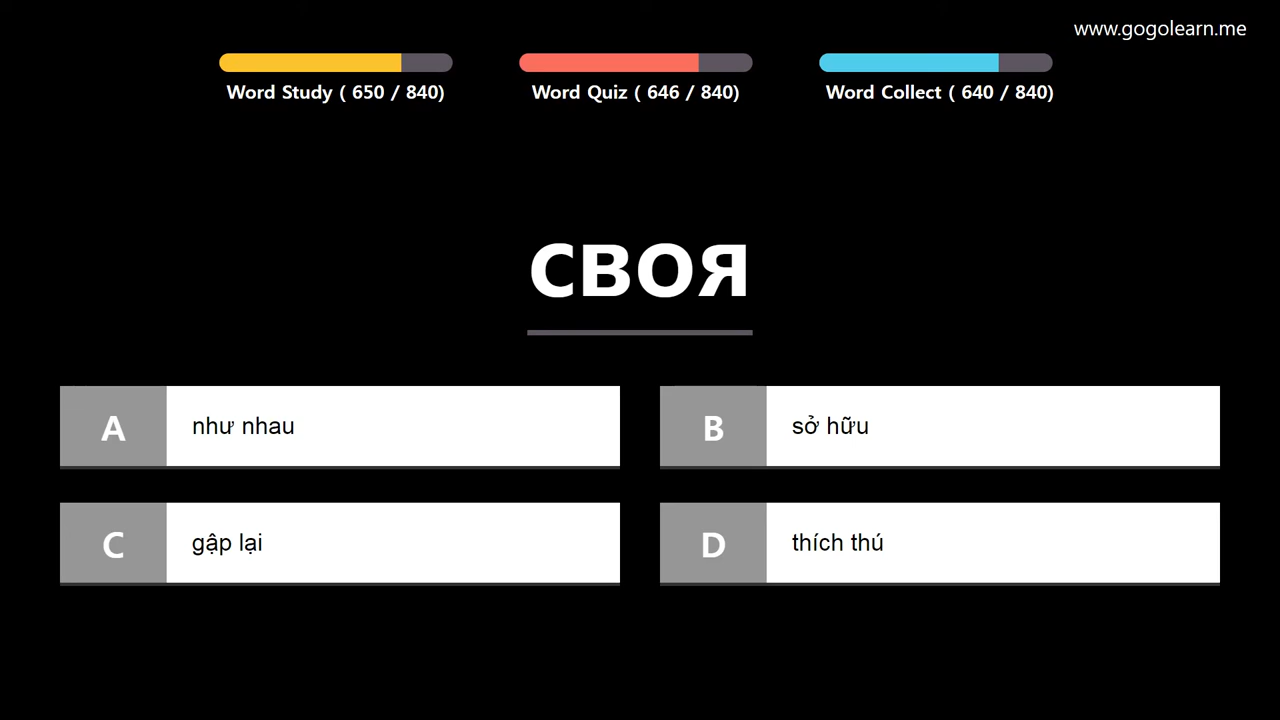 www.gogolearn.me
Word Study ( 650 / 840)
Word Quiz ( 646 / 840)
Word Collect ( 640 / 840)
СВОЯ
A
như nhau
B
sở hữu
C
gập lại
D
thích thú